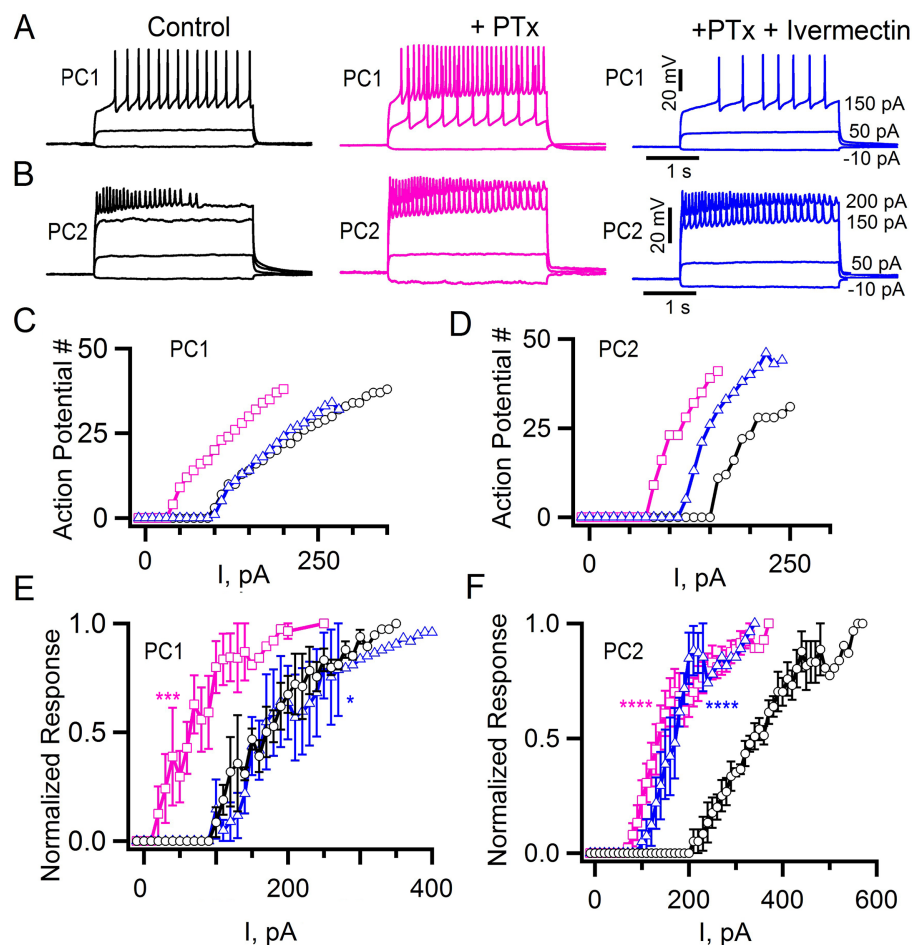 A
Control
+ PTx
+PTx + Ivermectin
PC1
PC1
PC1
20 mV
150 pA
50 pA
-10 pA
1 s
B
PC2
PC2
PC2
20 mV
200 pA
150 pA
50 pA
-10 pA
1 s
C
PC1
Action Potential #
50
25
0
0
250
I, pA
D
PC2
Action Potential #
50
25
0
0
250
I, pA
E
PC1
Normalized Response
1.0
0.5
0.0
***
*
0
200
400
I, pA
F
PC2
Normalized Response
1.0
0.5
0.0
****
****
0
200
400
600
I, pA